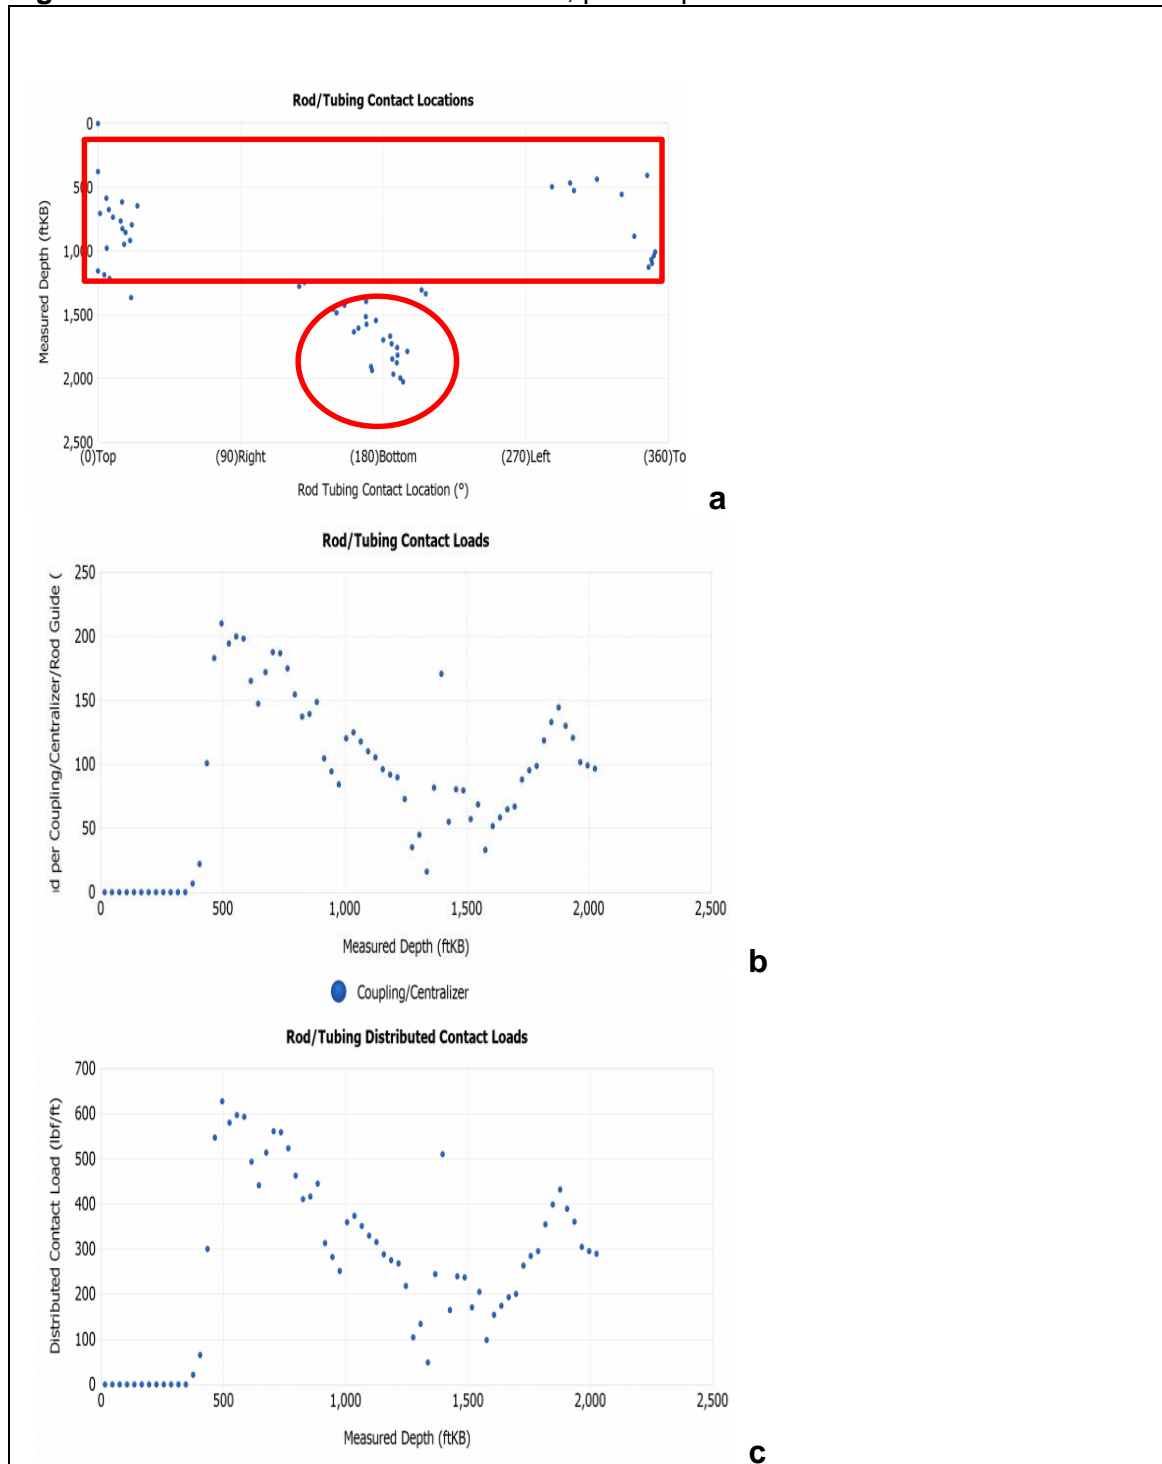 Rod/Tubing Contact Locations
0
500
1,000
1,500
2,000
2,500
Measured Depth (ftKB)
(0)Top
(90)Right
(180)Bottom
(270)Left
(360)To
Rod Tubing Contact Location (°)
a
Rod/Tubing Contact Loads
250
200
150
100
50
0
per Coupling/Centralizer/Rod Guide (
0
500
1,000
1,500
2,000
2,500
Measured Depth (ftKB)
b
Coupling/Centralizer
Rod/Tubing Distributed Contact Loads
700
600
500
400
300
200
100
0
Distributed Contact Load (lbf/ft)
0
500
1,000
1,500
2,000
2,500
Measured Depth (ftKB)
c